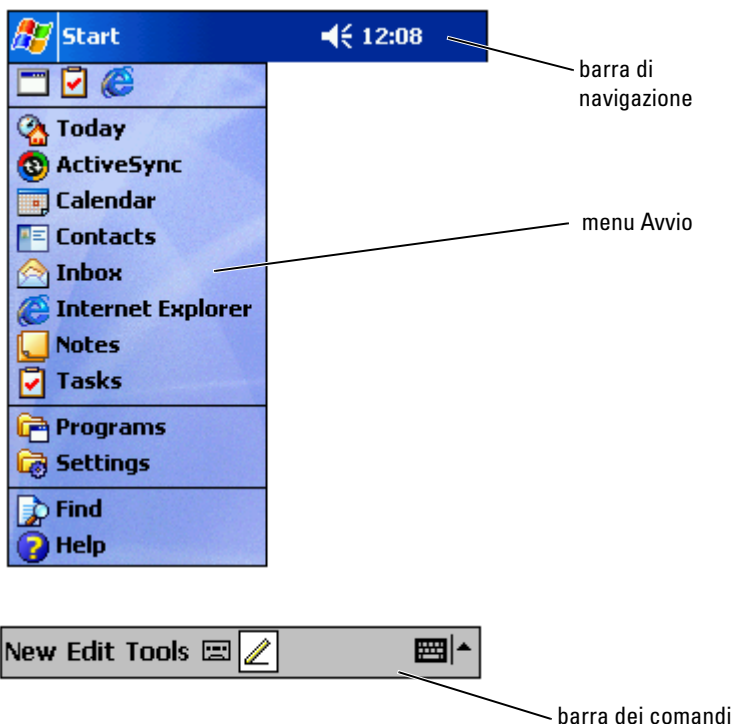 Start 12:08
barra di
navigazione
Today
ActiveSync
Calendar
menu Avvio
Contacts
Inbox
Internet Explorer
Notes
Tasks
Programs
Settings
Find
Help
New Edit Tools
barra dei comandi